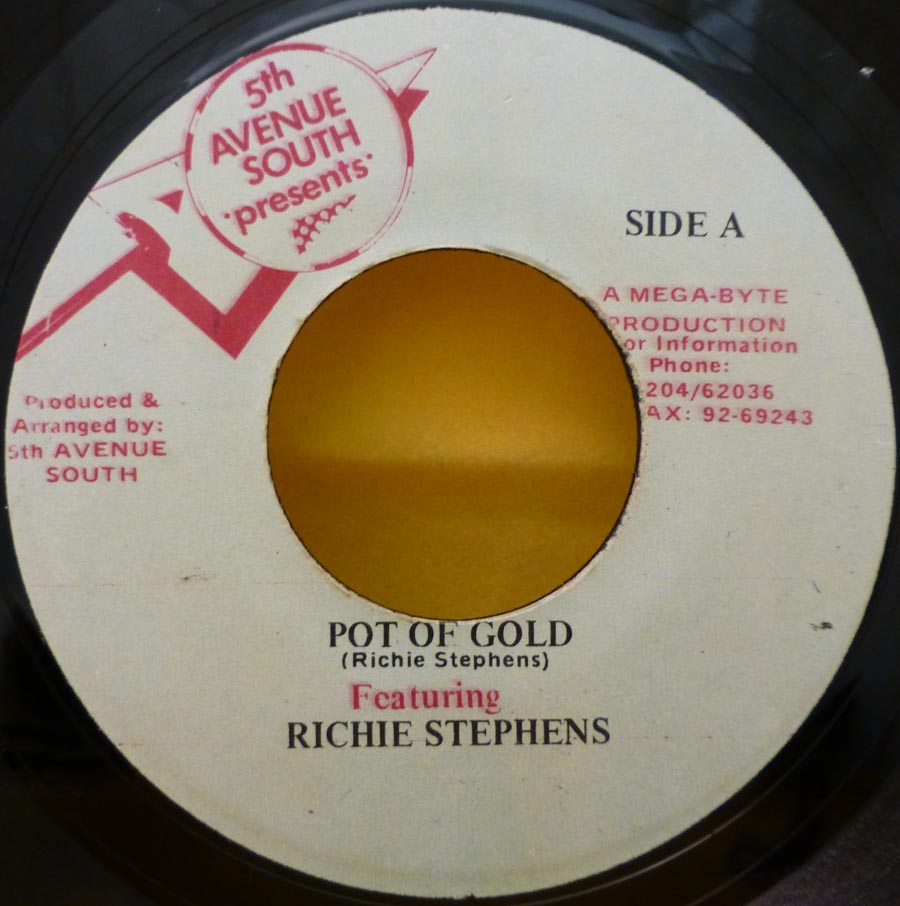 5th
AVENUE
SOUTH
presents
SIDE A
A MEGA-BYTE
PRODUCTION
or Information
Phone:
204/62036
AX: 92-69243
Produced &
Arranged by:
5th AVENUE
SOUTH
POT OF GOLD
(Richie Stephens)
Featuring
RICHIE STEPHENS